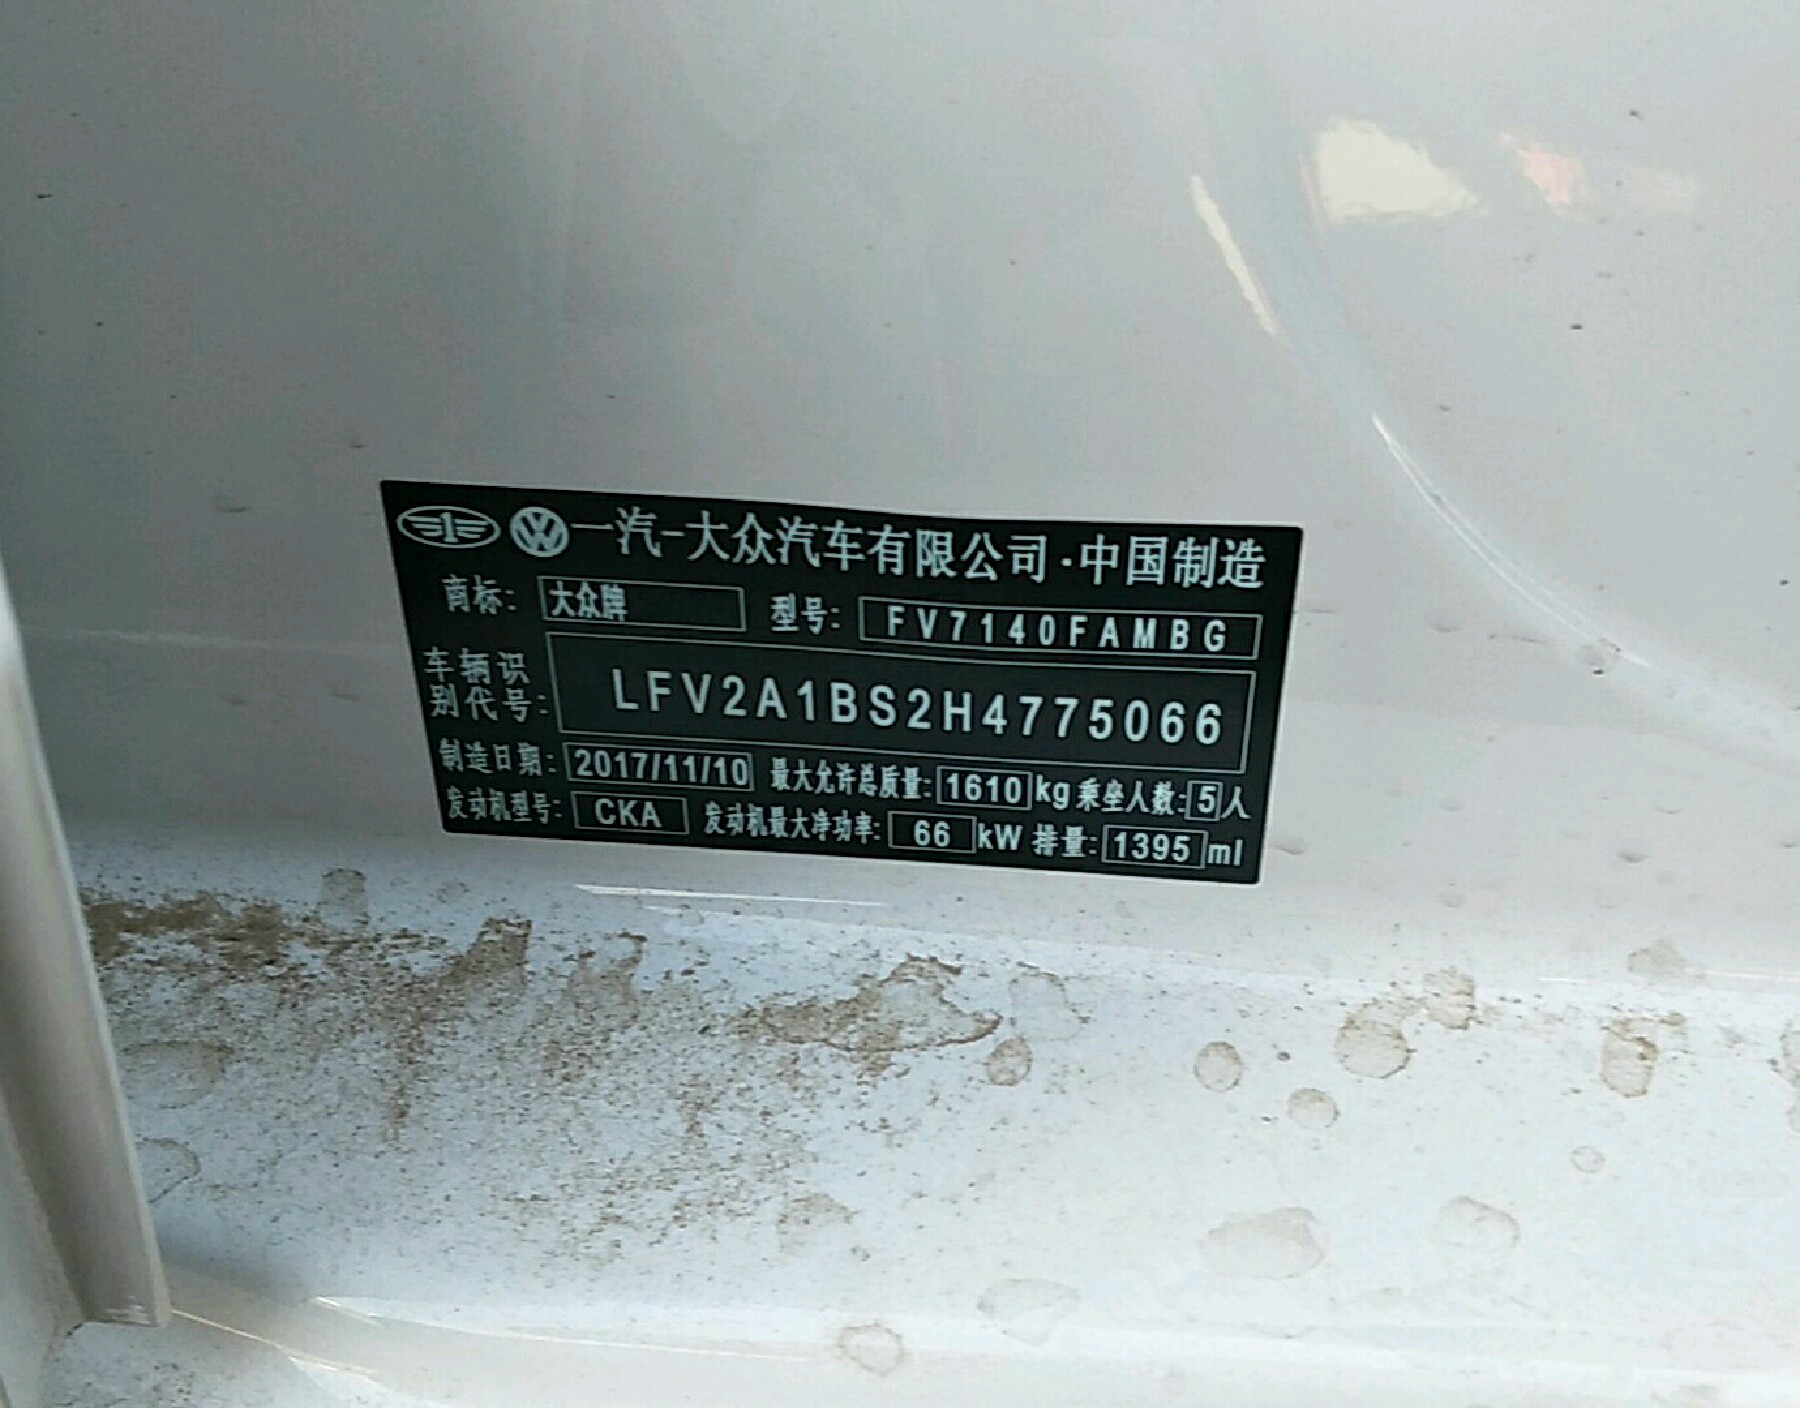 一汽-大众汽车有限公司·中国制造
商标: 大众牌 型号: FV7140FAMBG
车辆识别代号: LFV2A1BS2H4775066
制造日期: 2017/11/10 最大允许总质量: 1610 kg 乘坐人数: 5 人
发动机型号: CKA 发动机最大净功率: 66 kW 排量: 1395 ml